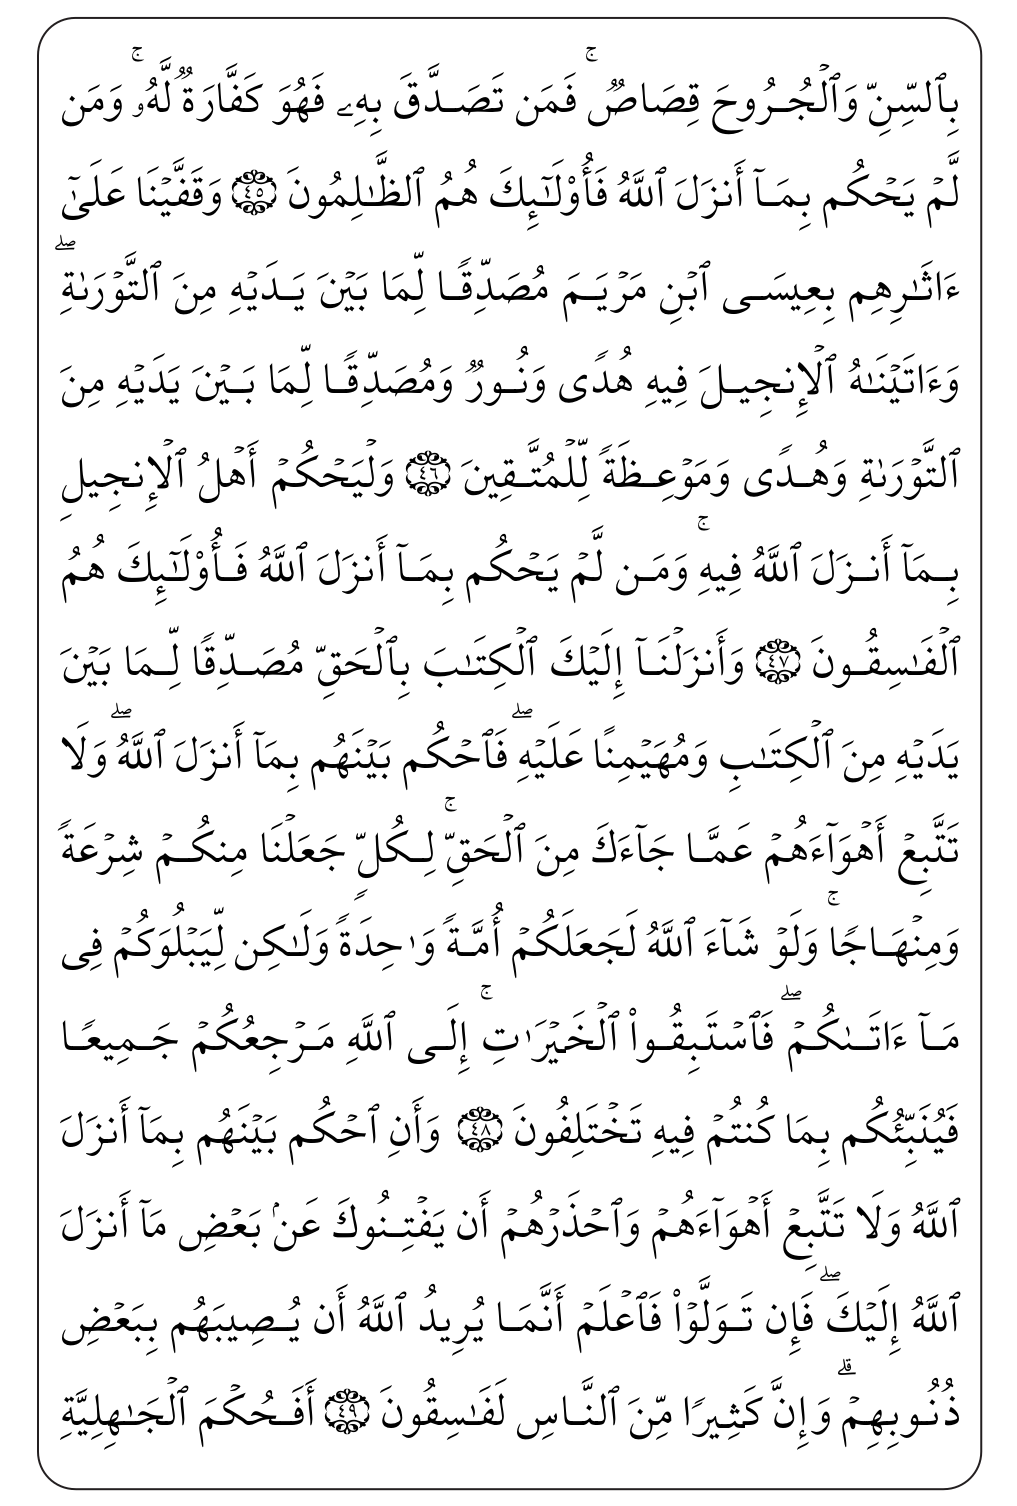 بِٱلسِّنِّ وَٱلۡجُرُوحَ قِصَاصٞۚ فَمَن تَصَدَّقَ بِهِۦ فَهُوَ كَفَّارَةٞ لَّهُۥۚ وَمَن
لَّمۡ يَحۡكُم بِمَآ أَنزَلَ ٱللَّهُ فَأُوْلَٰٓئِكَ هُمُ ٱلظَّٰلِمُونَ ٤٥ وَقَفَّيۡنَا عَلَىٰٓ
ءَاثَٰرِهِم بِعِيسَى ٱبۡنِ مَرۡيَمَ مُصَدِّقٗا لِّمَا بَيۡنَ يَدَيۡهِ مِنَ ٱلتَّوۡرَىٰةِۖ
وَءَاتَيۡنَٰهُ ٱلۡإِنجِيلَ فِيهِ هُدٗى وَنُورٞ وَمُصَدِّقٗا لِّمَا بَيۡنَ يَدَيۡهِ مِنَ
ٱلتَّوۡرَىٰةِ وَهُدٗى وَمَوۡعِظَةٗ لِّلۡمُتَّقِينَ ٤٦ وَلۡيَحۡكُمۡ أَهۡلُ ٱلۡإِنجِيلِ
بِمَآ أَنزَلَ ٱللَّهُ فِيهِۚ وَمَن لَّمۡ يَحۡكُم بِمَآ أَنزَلَ ٱللَّهُ فَأُوْلَٰٓئِكَ هُمُ
ٱلۡفَٰسِقُونَ ٤٧ وَأَنزَلۡنَآ إِلَيۡكَ ٱلۡكِتَٰبَ بِٱلۡحَقِّ مُصَدِّقٗا لِّمَا بَيۡنَ
يَدَيۡهِ مِنَ ٱلۡكِتَٰبِ وَمُهَيۡمِنًا عَلَيۡهِۖ فَٱحۡكُم بَيۡنَهُم بِمَآ أَنزَلَ ٱللَّهُۖ وَلَا
تَتَّبِعۡ أَهۡوَآءَهُمۡ عَمَّا جَآءَكَ مِنَ ٱلۡحَقِّۚ لِكُلّٖ جَعَلۡنَا مِنكُمۡ شِرۡعَةٗ
وَمِنۡهَاجٗاۚ وَلَوۡ شَآءَ ٱللَّهُ لَجَعَلَكُمۡ أُمَّةٗ وَٰحِدَةٗ وَلَٰكِن لِّيَبۡلُوَكُمۡ فِي
مَآ ءَاتَىٰكُمۡۖ فَٱسۡتَبِقُواْ ٱلۡخَيۡرَٰتِۚ إِلَى ٱللَّهِ مَرۡجِعُكُمۡ جَمِيعٗا
فَيُنَبِّئُكُم بِمَا كُنتُمۡ فِيهِ تَخۡتَلِفُونَ ٤٨ وَأَنِ ٱحۡكُم بَيۡنَهُم بِمَآ أَنزَلَ
ٱللَّهُ وَلَا تَتَّبِعۡ أَهۡوَآءَهُمۡ وَٱحۡذَرۡهُمۡ أَن يَفۡتِنُوكَ عَنۢ بَعۡضِ مَآ أَنزَلَ
ٱللَّهُ إِلَيۡكَۖ فَإِن تَوَلَّوۡاْ فَٱعۡلَمۡ أَنَّمَا يُرِيدُ ٱللَّهُ أَن يُصِيبَهُم بِبَعۡضِ
ذُنُوبِهِمۡۗ وَإِنَّ كَثِيرٗا مِّنَ ٱلنَّاسِ لَفَٰسِقُونَ ٤٩ أَفَحُكۡمَ ٱلۡجَٰهِلِيَّةِ